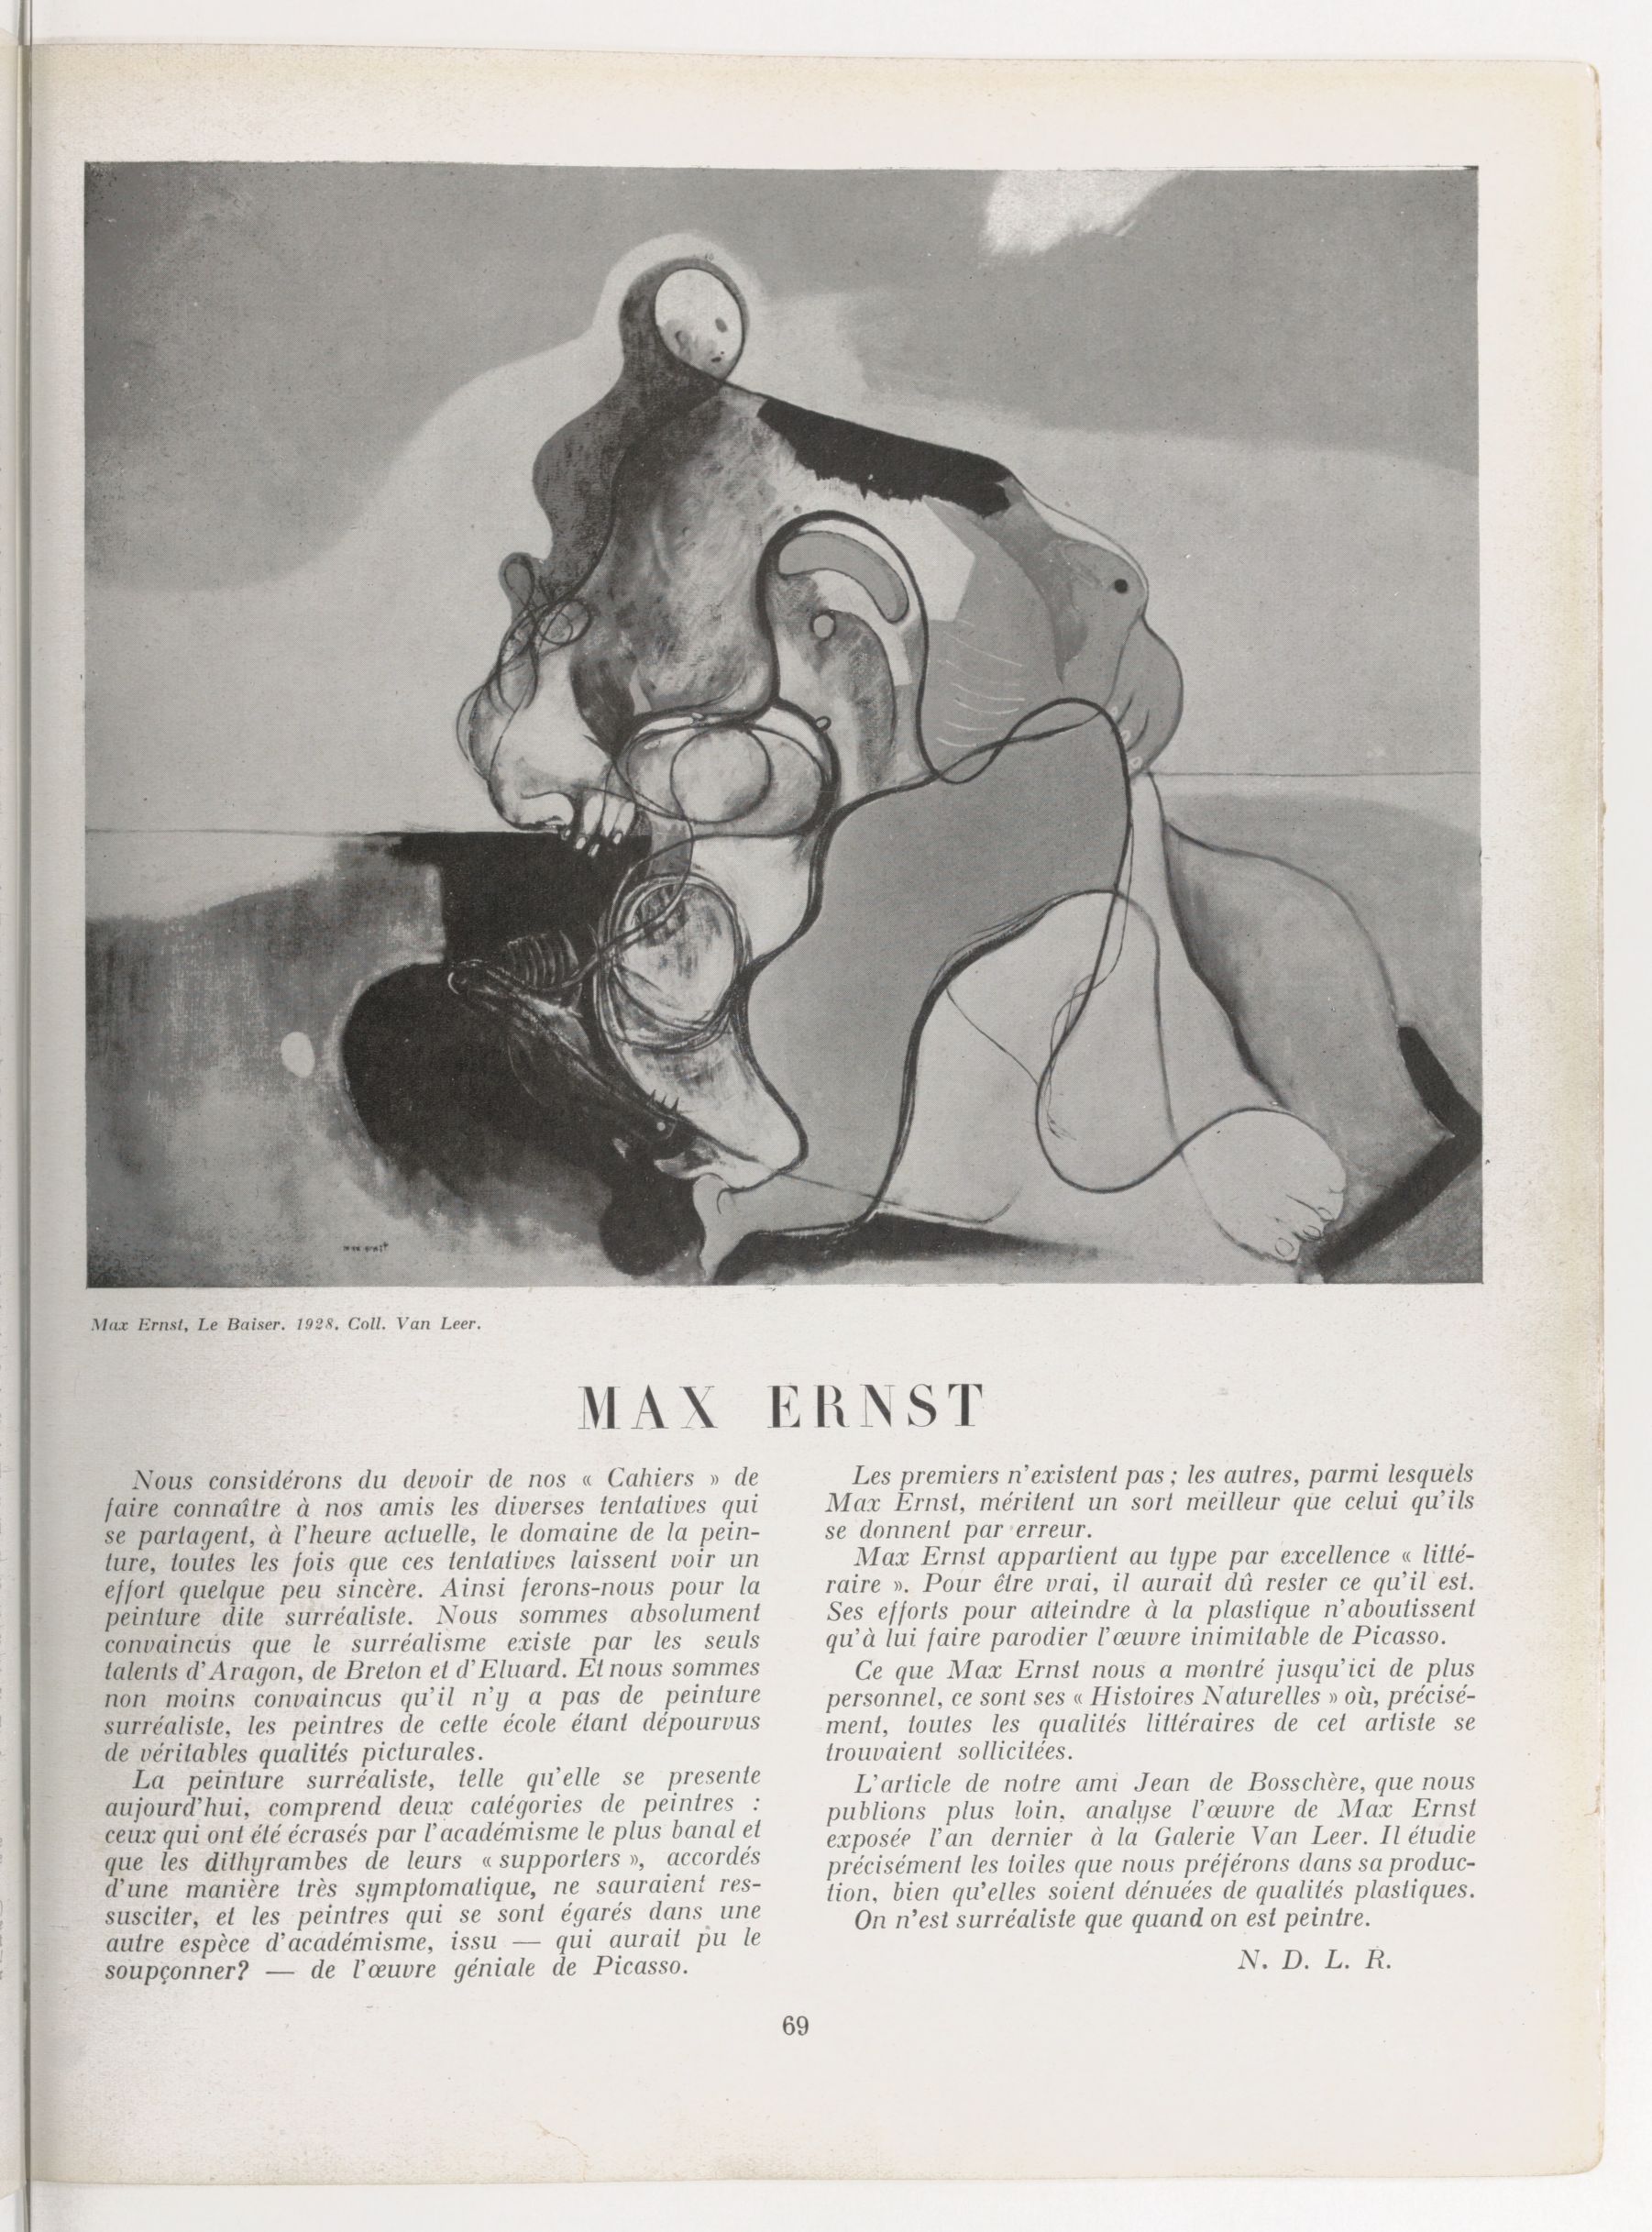 max ernst
Max Ernst, Le Baiser. 1928. Coll. Van Leer.
MAX ERNST
Nous considérons du devoir de nos « Cahiers » de
faire connaître à nos amis les diverses tentatives qui
se partagent, à l'heure actuelle, le domaine de la pein-
ture, toutes les fois que ces tentatives laissent voir un
effort quelque peu sincère. Ainsi ferons-nous pour la
peinture dite surréaliste. Nous sommes absolument
convaincus que le surréalisme existe par les seuls
talents d'Aragon, de Breton et d'Eluard. Et nous sommes
non moins convaincus qu'il n'y a pas de peinture
surréaliste, les peintres de cette école étant dépourvus
de véritables qualités picturales.
La peinture surréaliste, telle qu'elle se presente
aujourd'hui, comprend deux catégories de peintres :
ceux qui ont été écrasés par l'académisme le plus banal et
que les dithyrambes de leurs « supporters », accordés
d'une manière très symptomatique, ne sauraient res-
susciter, et les peintres qui se sont égarés dans une
autre espèce d'académisme, issu — qui aurait pu le
soupçonner? — de l'œuvre géniale de Picasso.
Les premiers n'existent pas ; les autres, parmi lesquels
Max Ernst, méritent un sort meilleur que celui qu'ils
se donnent par erreur.
Max Ernst appartient au type par excellence « litté-
raire ». Pour être vrai, il aurait dû rester ce qu'il est.
Ses efforts pour atteindre à la plastique n'aboutissent
qu'à lui faire parodier l'œuvre inimitable de Picasso.
Ce que Max Ernst nous a montré jusqu'ici de plus
personnel, ce sont ses « Histoires Naturelles » où, précisé-
ment, toutes les qualités littéraires de cet artiste se
trouvaient sollicitées.
L'article de notre ami Jean de Bosschère, que nous
publions plus loin, analyse l'œuvre de Max Ernst
exposée l'an dernier à la Galerie Van Leer. Il étudie
précisément les toiles que nous préférons dans sa produc-
tion, bien qu'elles soient dénuées de qualités plastiques.
On n'est surréaliste que quand on est peintre.
N. D. L. R.
69